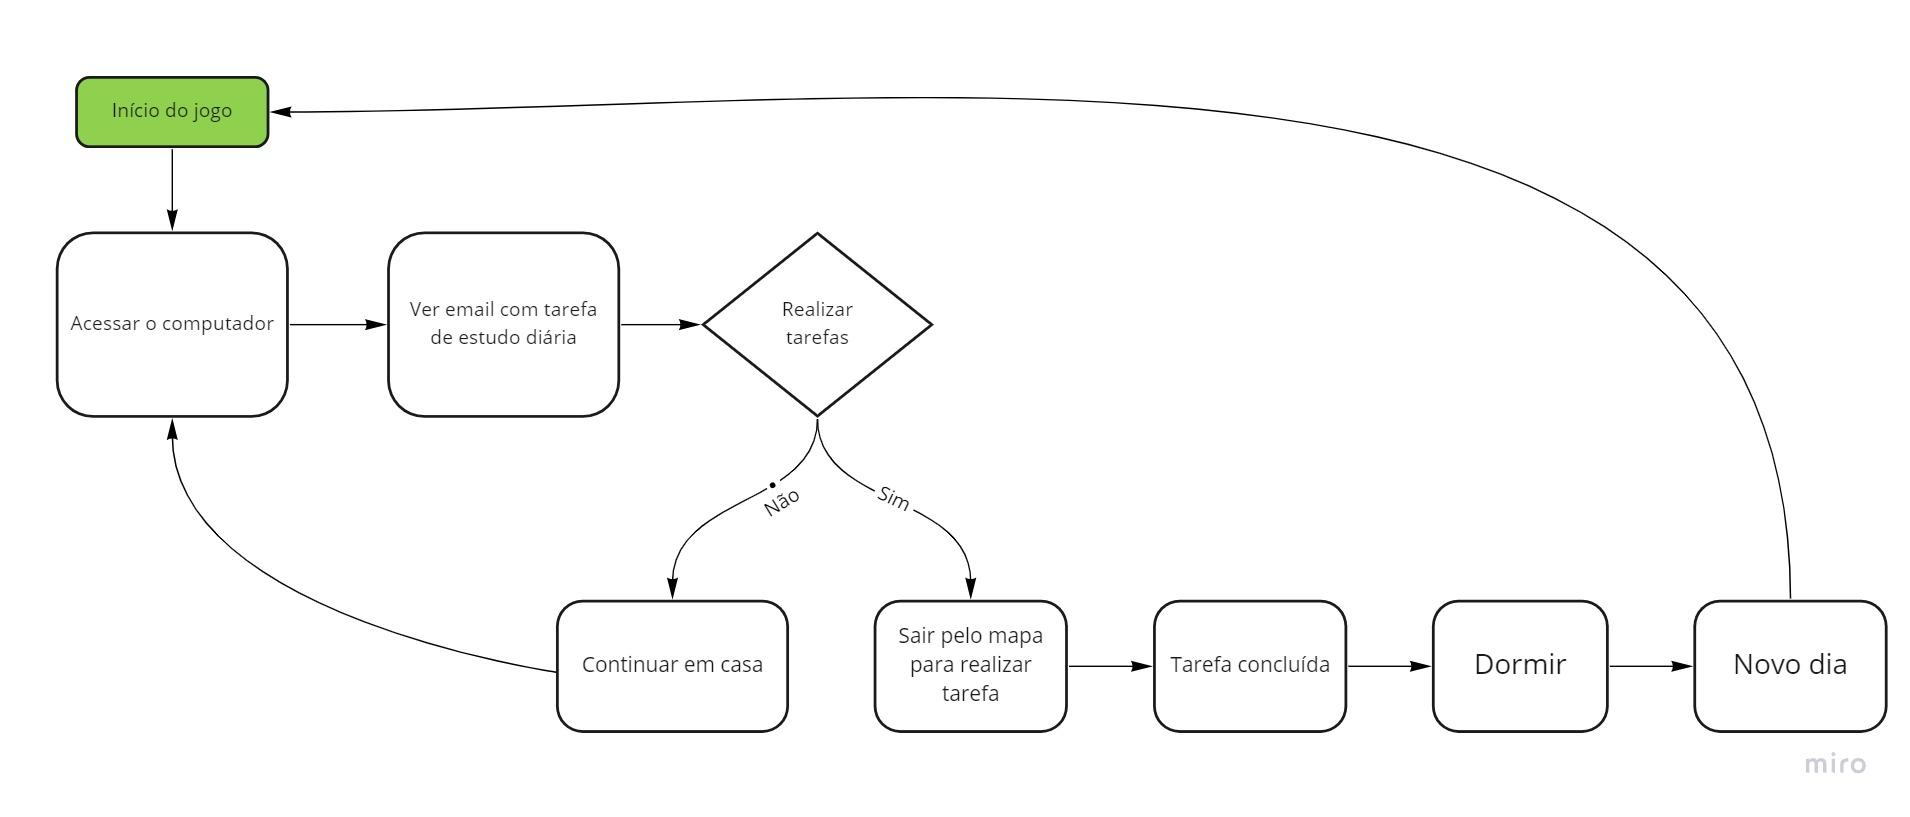 Início do jogo
Acessar o computador
Ver email com tarefa
de estudo diária
Realizar
tarefas
Não
Sim
Continuar em casa
Sair pelo mapa
para realizar
tarefa
Tarefa concluída
Dormir
Novo dia
miro